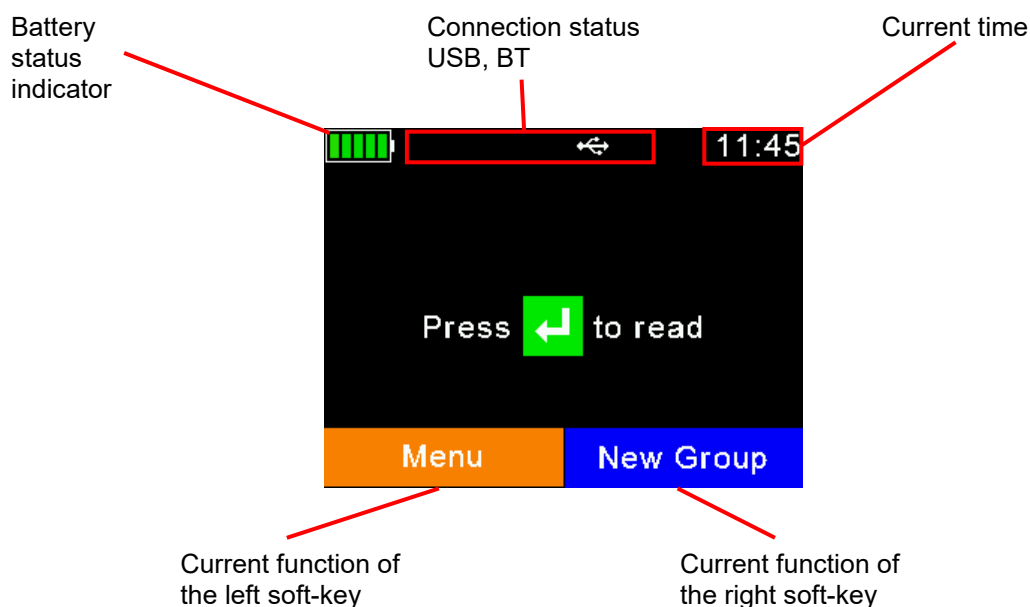 Battery
status
indicator
Connection status
USB, BT
Current time
11:45
Press to read
Menu
New Group
Current function of
the left soft-key
Current function of
the right soft-key